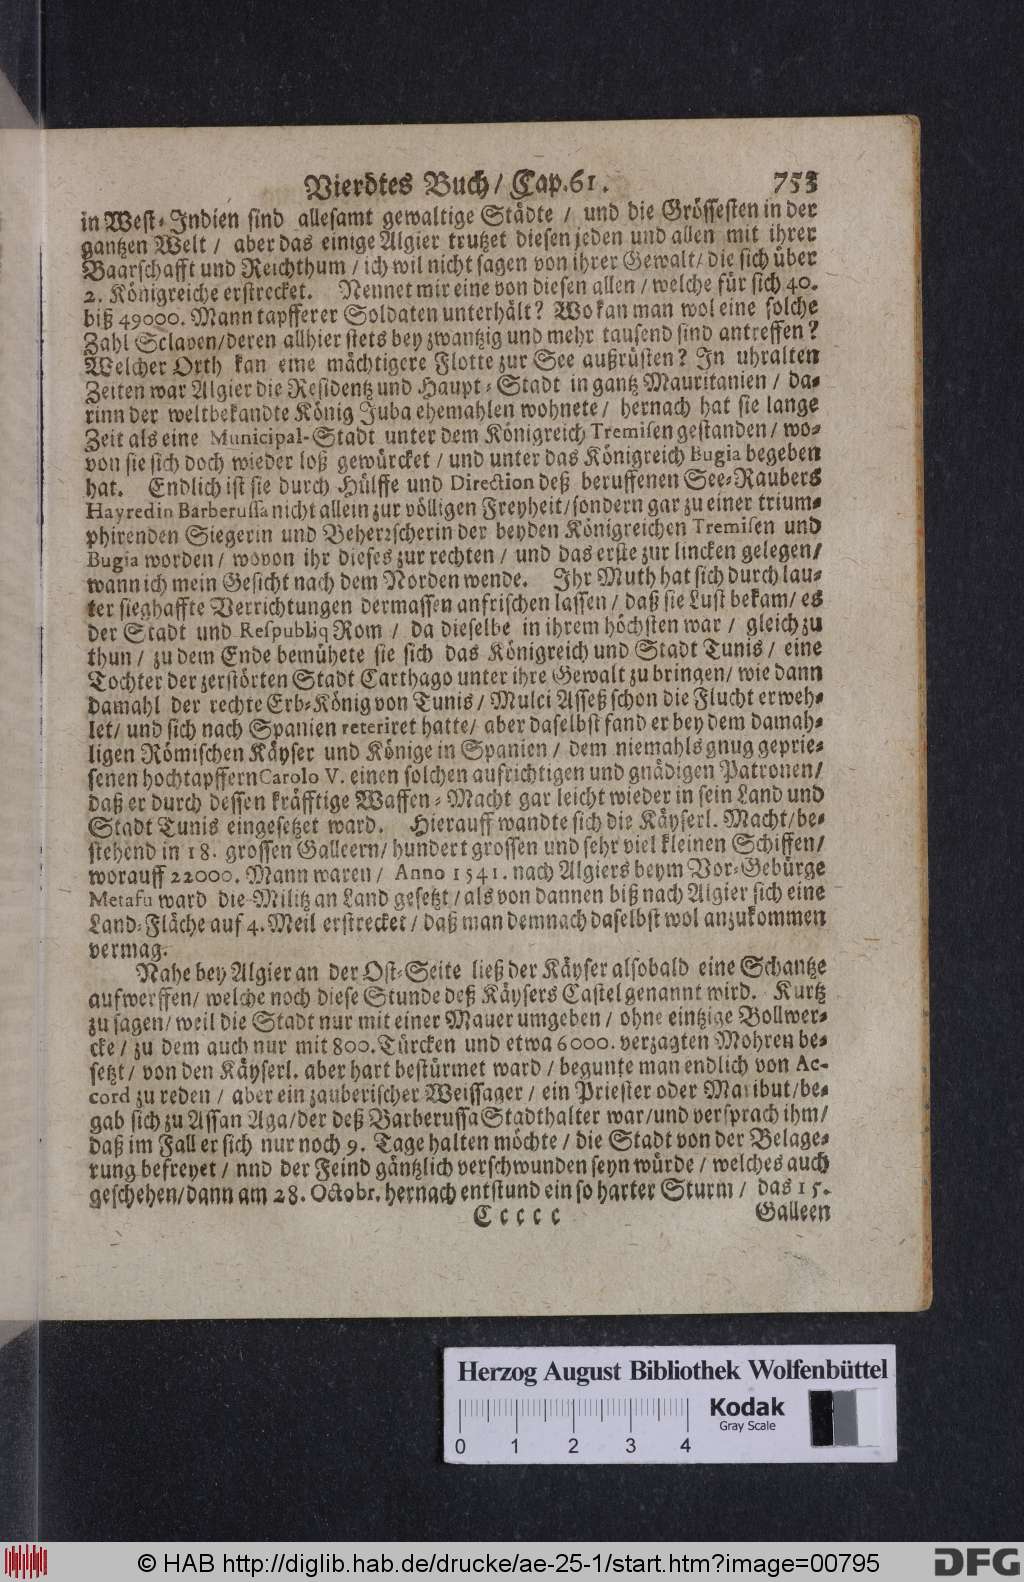 Vierdtes Buch / Cap. 61. 753
in West-Indien sind allesamt gewaltige Städte / und die Grössesten in der
gantzen Welt / aber das einige Algier trutzet diesen jeden und allen mit ihrer
Baarschafft und Reichthum / ich wil nicht sagen von ihrer Gewalt / die sich über
2. Königreiche erstrecket. Nennet mir eine von diesen allen / welche für sich 40.
biß 49000. Mann tapfferer Soldaten unterhält? Wo kan man wol eine solche
Zahl Sclaven / deren allhier stets bey zwantzig und mehr tausend sind antreffen?
Welcher Orth kan eine mächtigere Flotte zur See außrüsten? In uhralten
Zeiten war Algier die Residentz und Haupt-Stadt in gantz Mauritanien / da-
rinn der weltbekandte König Juba ehemahlen wohnete / hernach hat sie lange
Zeit als eine Municipal-Stadt unter dem Königreich Tremisen gestanden / wo-
von sie sich doch wieder loß gewürcket / und unter das Königreich Bugia begeben
hat. Endlich ist sie durch Hülffe und Direction deß beruffenen See-Raubers
Hayredin Barberussa nicht allein zur völligen Freyheit / sondern gar zu einer trium-
phirenden Siegerin und Beherzscherin der beyden Königreichen Tremisen und
Bugia worden / wovon ihr dieses zur rechten / und das erste zur lincken gelegen /
wann ich mein Gesicht nach dem Norden wende. Ihr Muth hat sich durch lau-
ter sieghaffte Verrichtungen dermassen anfrischen lassen / daß sie Lust bekam / es
der Stadt und Respubliq Rom / da dieselbe in ihrem höchsten war / gleich zu
thun / zu dem Ende bemühete sie sich das Königreich und Stadt Tunis / eine
Tochter der zerstörten Stadt Carthago unter ihre Gewalt zu bringen / wie dann
damahl der rechte Erb-König von Tunis / Mulci Asseß schon die Flucht erweh-
let / und sich nach Spanien reteriret hatte / aber daselbst fand er bey dem damah-
ligen Römischen Käyser und Könige in Spanien / dem niemahls gnug geprie-
senen hochtapffern Carolo V. einen solchen aufrichtigen und gnädigen Patronen /
daß er durch dessen kräfftige Waffen-Macht gar leicht wieder in sein Land und
Stadt Tunis eingesetzet ward. Hierauff wandte sich die Käyserl. Macht / be-
stehend in 18. grossen Galleern / hundert grossen und sehr viel kleinen Schiffen /
worauff 22000. Mann waren / Anno 1541. nach Algiers beym Vor-Gebürge
Metafu ward die Militz an Land gesetzt / als von dannen biß nach Algier sich eine
Land-Fläche auf 4. Meil erstrecket / daß man demnach daselbst wol anzukommen
vermag.
Nahe bey Algier an der Ost-Seite ließ der Käyser alsobald eine Schantze
aufwerffen / welche noch diese Stunde deß Käysers Castel genannt wird. Kurtz
zu sagen / weil die Stadt nur mit einer Mauer umgeben / ohne eintzige Bollwer-
cke / zu dem auch nur mit 800. Türcken und etwa 6000. verzagten Mohren be-
setzt / von den Käyserl. aber hart bestürmet ward / begunte man endlich von Ac-
cord zu reden / aber ein zauberischer Weissager / ein Priester oder Maribut / be-
gab sich zu Assan Aga / der deß Barberussa Stadthalter war / und versprach ihm /
daß im Fall er sich nur noch 9. Tage halten möchte / die Stadt von der Belage-
rung befreyet / nnd der Feind gäntzlich verschwunden seyn würde / welches auch
geschehen / dann am 28. Octobr. hernach entstund ein so harter Sturm / das 15.
C c c c c Galleen
Herzog August Bibliothek Wolfenbüttel
Kodak
Gray Scale
0 1 2 3 4
© HAB http://diglib.hab.de/drucke/ae-25-1/start.htm?image=00795
DFG